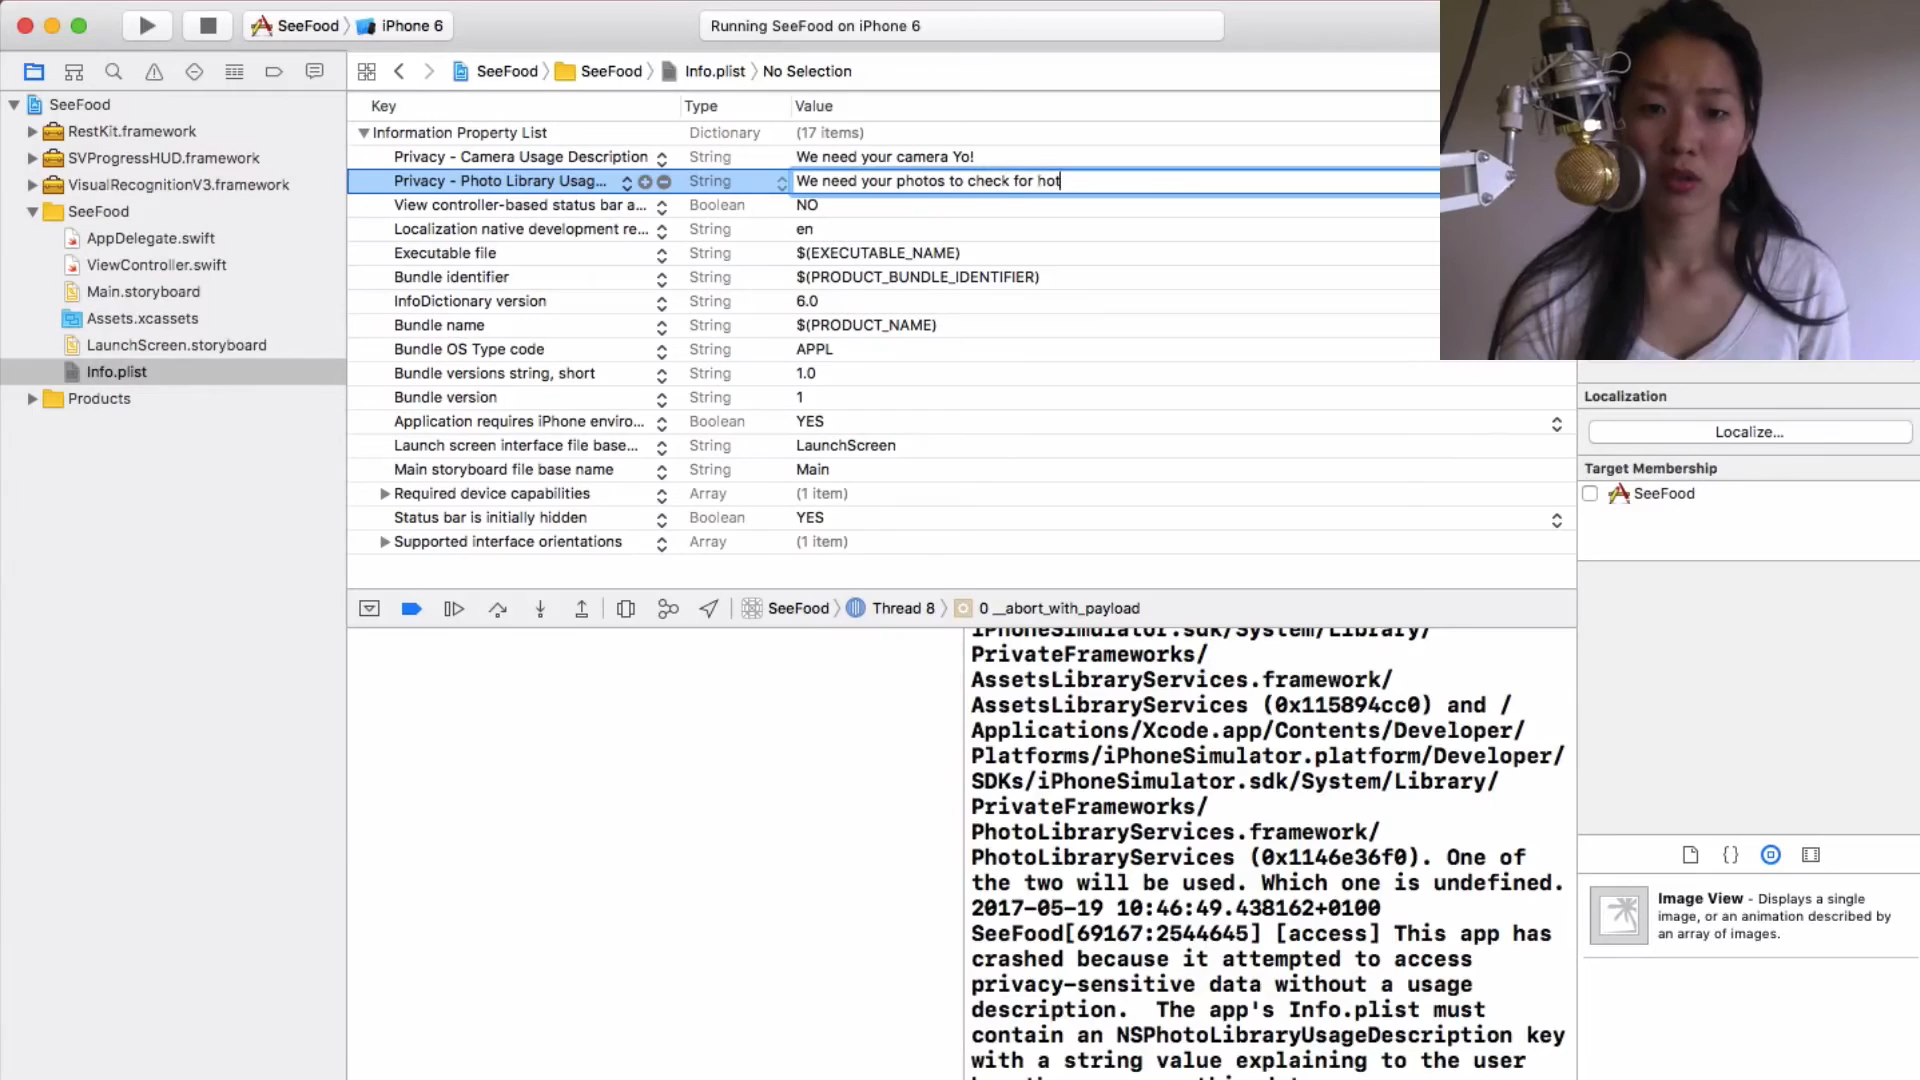 SeeFood iPhone 6
Running SeeFood on iPhone 6
SeeFood SeeFood Info.plist No Selection
SeeFood
RestKit.framework
SVProgressHUD.framework
VisualRecognitionV3.framework
SeeFood
AppDelegate.swift
ViewController.swift
Main.storyboard
Assets.xcassets
LaunchScreen.storyboard
Info.plist
Products
Key Type Value
Information Property List Dictionary (17 items)
Privacy - Camera Usage Description String We need your camera Yo!
Privacy - Photo Library Usag... String We need your photos to check for hot
View controller-based status bar a... Boolean NO
Localization native development re... String en
Executable file String $(EXECUTABLE_NAME)
Bundle identifier String $(PRODUCT_BUNDLE_IDENTIFIER)
InfoDictionary version String 6.0
Bundle name String $(PRODUCT_NAME)
Bundle OS Type code String APPL
Bundle versions string, short String 1.0
Bundle version String 1
Application requires iPhone enviro... Boolean YES
Launch screen interface file base... String LaunchScreen
Main storyboard file base name String Main
Required device capabilities Array (1 item)
Status bar is initially hidden Boolean YES
Supported interface orientations Array (1 item)
SeeFood Thread 8 0 __abort_with_payload
iPhoneSimulator.sdk/System/Library/
PrivateFrameworks/
AssetsLibraryServices.framework/
AssetsLibraryServices (0x115894cc0) and /
Applications/Xcode.app/Contents/Developer/
Platforms/iPhoneSimulator.platform/Developer/
SDKs/iPhoneSimulator.sdk/System/Library/
PrivateFrameworks/
PhotoLibraryServices.framework/
PhotoLibraryServices (0x1146e36f0). One of
the two will be used. Which one is undefined.
2017-05-19 10:46:49.438162+0100
SeeFood[69167:2544645] [access] This app has
crashed because it attempted to access
privacy-sensitive data without a usage
description.  The app's Info.plist must
contain an NSPhotoLibraryUsageDescription key
with a string value explaining to the user
Localization
Localize...
Target Membership
SeeFood
Image View - Displays a single
image, or an animation described by
an array of images.